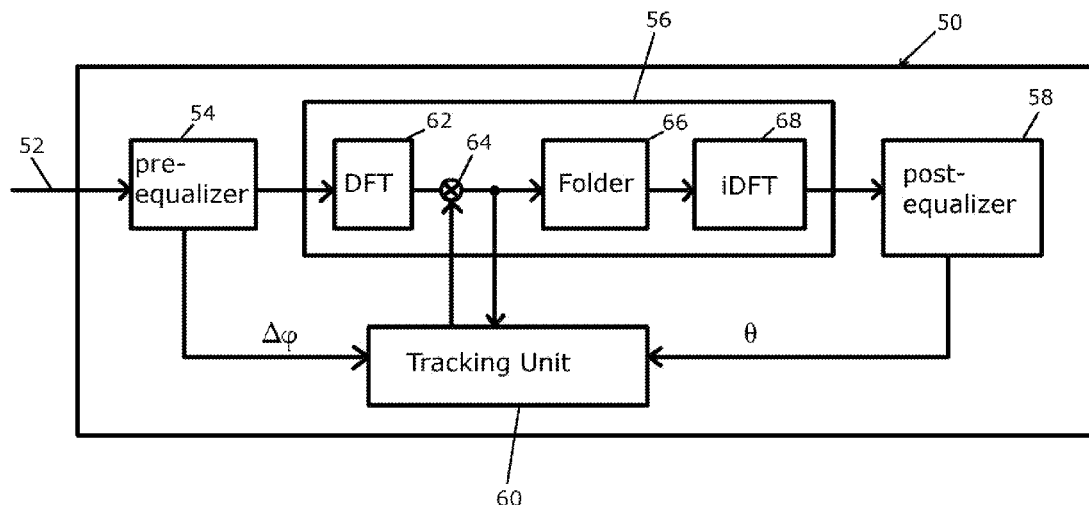 56
50
54
62
66
68
58
52
64
pre-
equalizer
DFT
Folder
iDFT
post-
equalizer
Δφ
θ
Tracking Unit
60